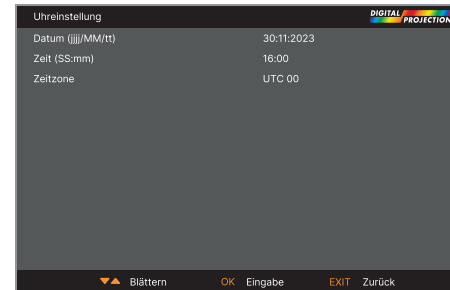 Uhreinstellung
DIGITAL PROJECTION
Datum (jjjj/MM/tt) 30:11:2023
Zeit (SS:mm) 16:00
Zeitzone UTC 00
Blättern OK Eingabe EXIT Zurück